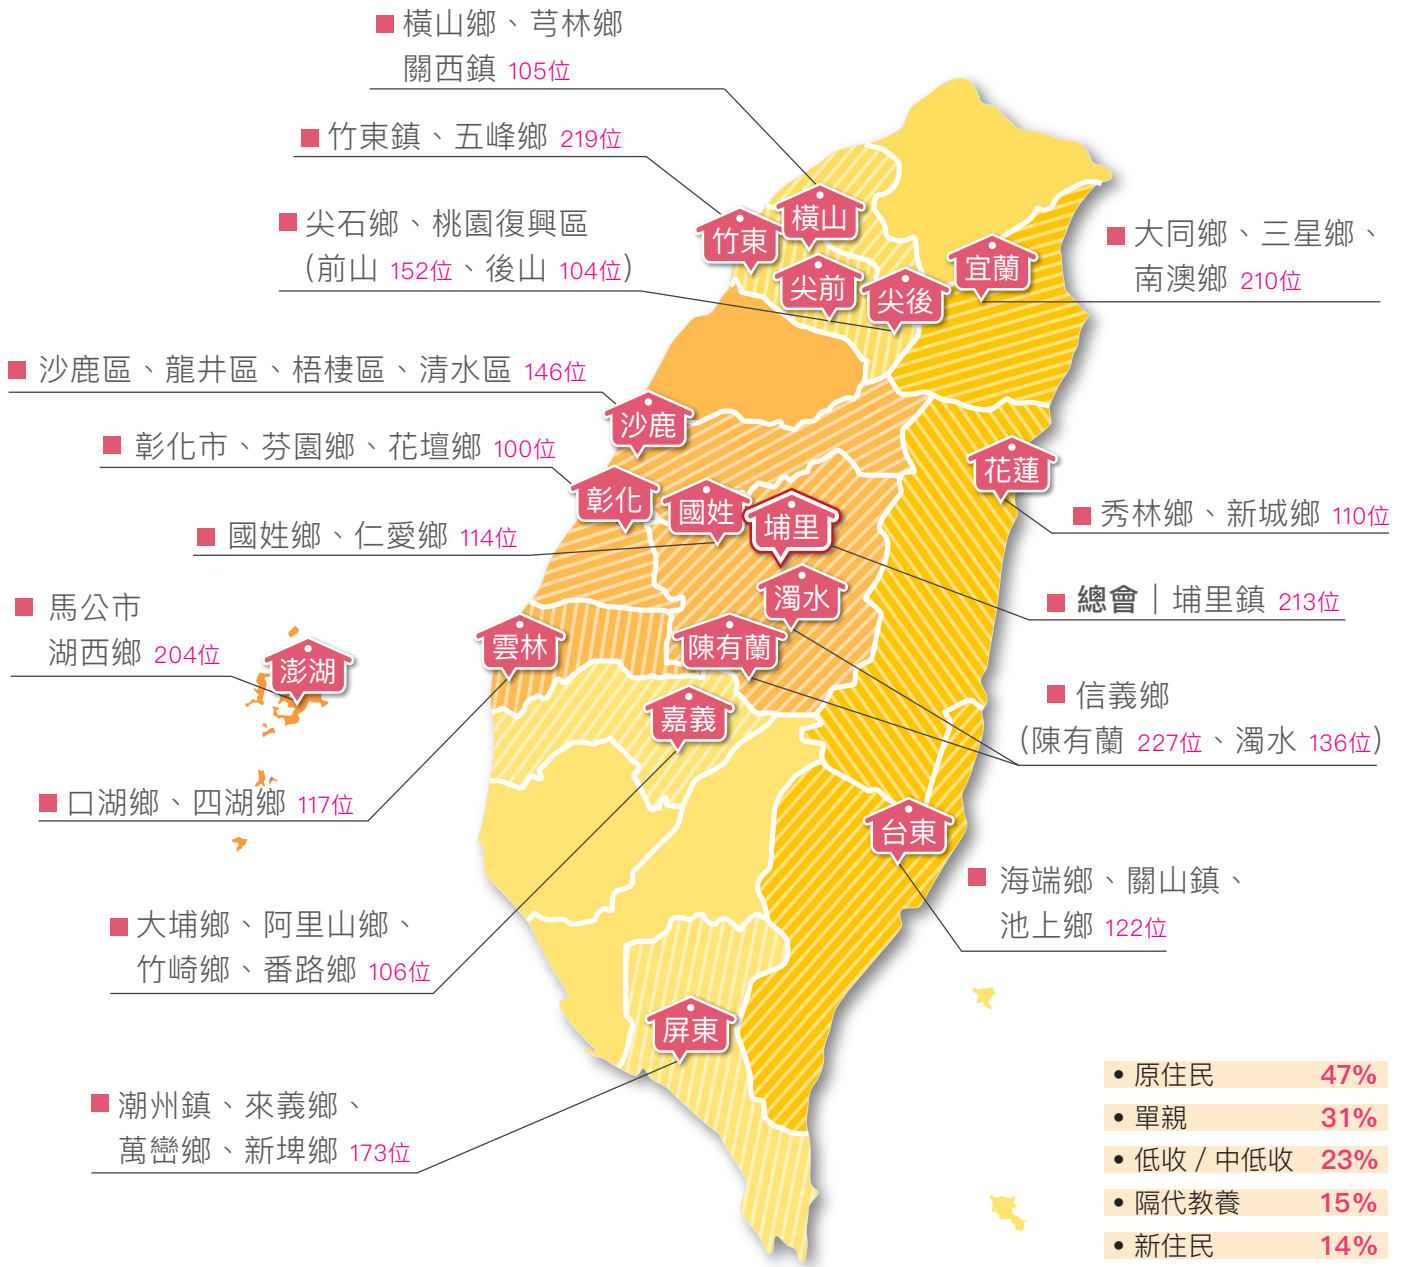 ■ 橫山鄉、芎林鄉
關西鎮 105位
■ 竹東鎮、五峰鄉 219位
■ 尖石鄉、桃園復興區
(前山 152位、後山 104位)
■ 沙鹿區、龍井區、梧棲區、清水區 146位
■ 彰化市、芬園鄉、花壇鄉 100位
■ 國姓鄉、仁愛鄉 114位
■ 馬公市
湖西鄉 204位
■ 口湖鄉、四湖鄉 117位
■ 大埔鄉、阿里山鄉、
竹崎鄉、番路鄉 106位
■ 潮州鎮、來義鄉、
萬巒鄉、新埤鄉 173位
橫山
竹東
尖前
尖後
宜蘭
沙鹿
彰化
國姓
埔里
花蓮
濁水
雲林
陳有蘭
澎湖
嘉義
台東
屏東
■ 大同鄉、三星鄉、
南澳鄉 210位
■ 秀林鄉、新城鄉 110位
■ 總會｜埔里鎮 213位
■ 信義鄉
(陳有蘭 227位、濁水 136位)
■ 海端鄉、關山鎮、
池上鄉 122位
• 原住民 47%
• 單親 31%
• 低收 / 中低收 23%
• 隔代教養 15%
• 新住民 14%